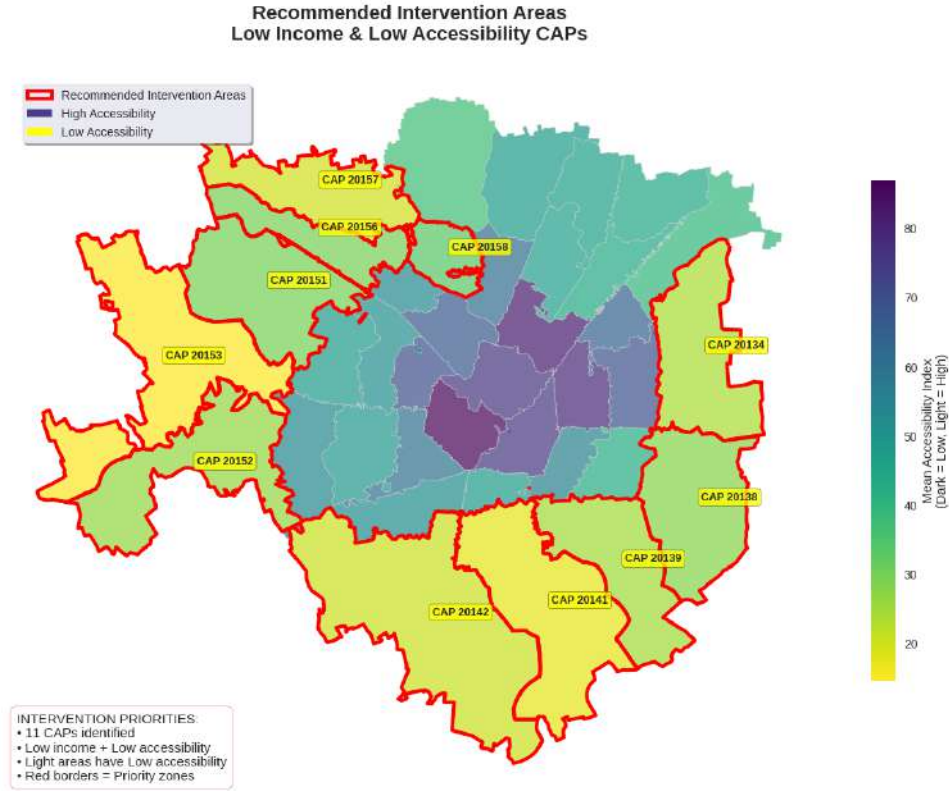 Recommended Intervention Areas
Low Income & Low Accessibility CAPs
Recommended Intervention Areas
High Accessibility
Low Accessibility
CAP 20157
CAP 20156
CAP 20158
CAP 20151
CAP 20134
CAP 20153
CAP 20152
CAP 20138
CAP 20139
CAP 20141
CAP 20142
80
70
60
50
40
30
20
Mean Accessibility Index
(Dark = Low, Light = High)
INTERVENTION PRIORITIES:
• 11 CAPs identified
• Low income + Low accessibility
• Light areas have Low accessibility
• Red borders = Priority zones